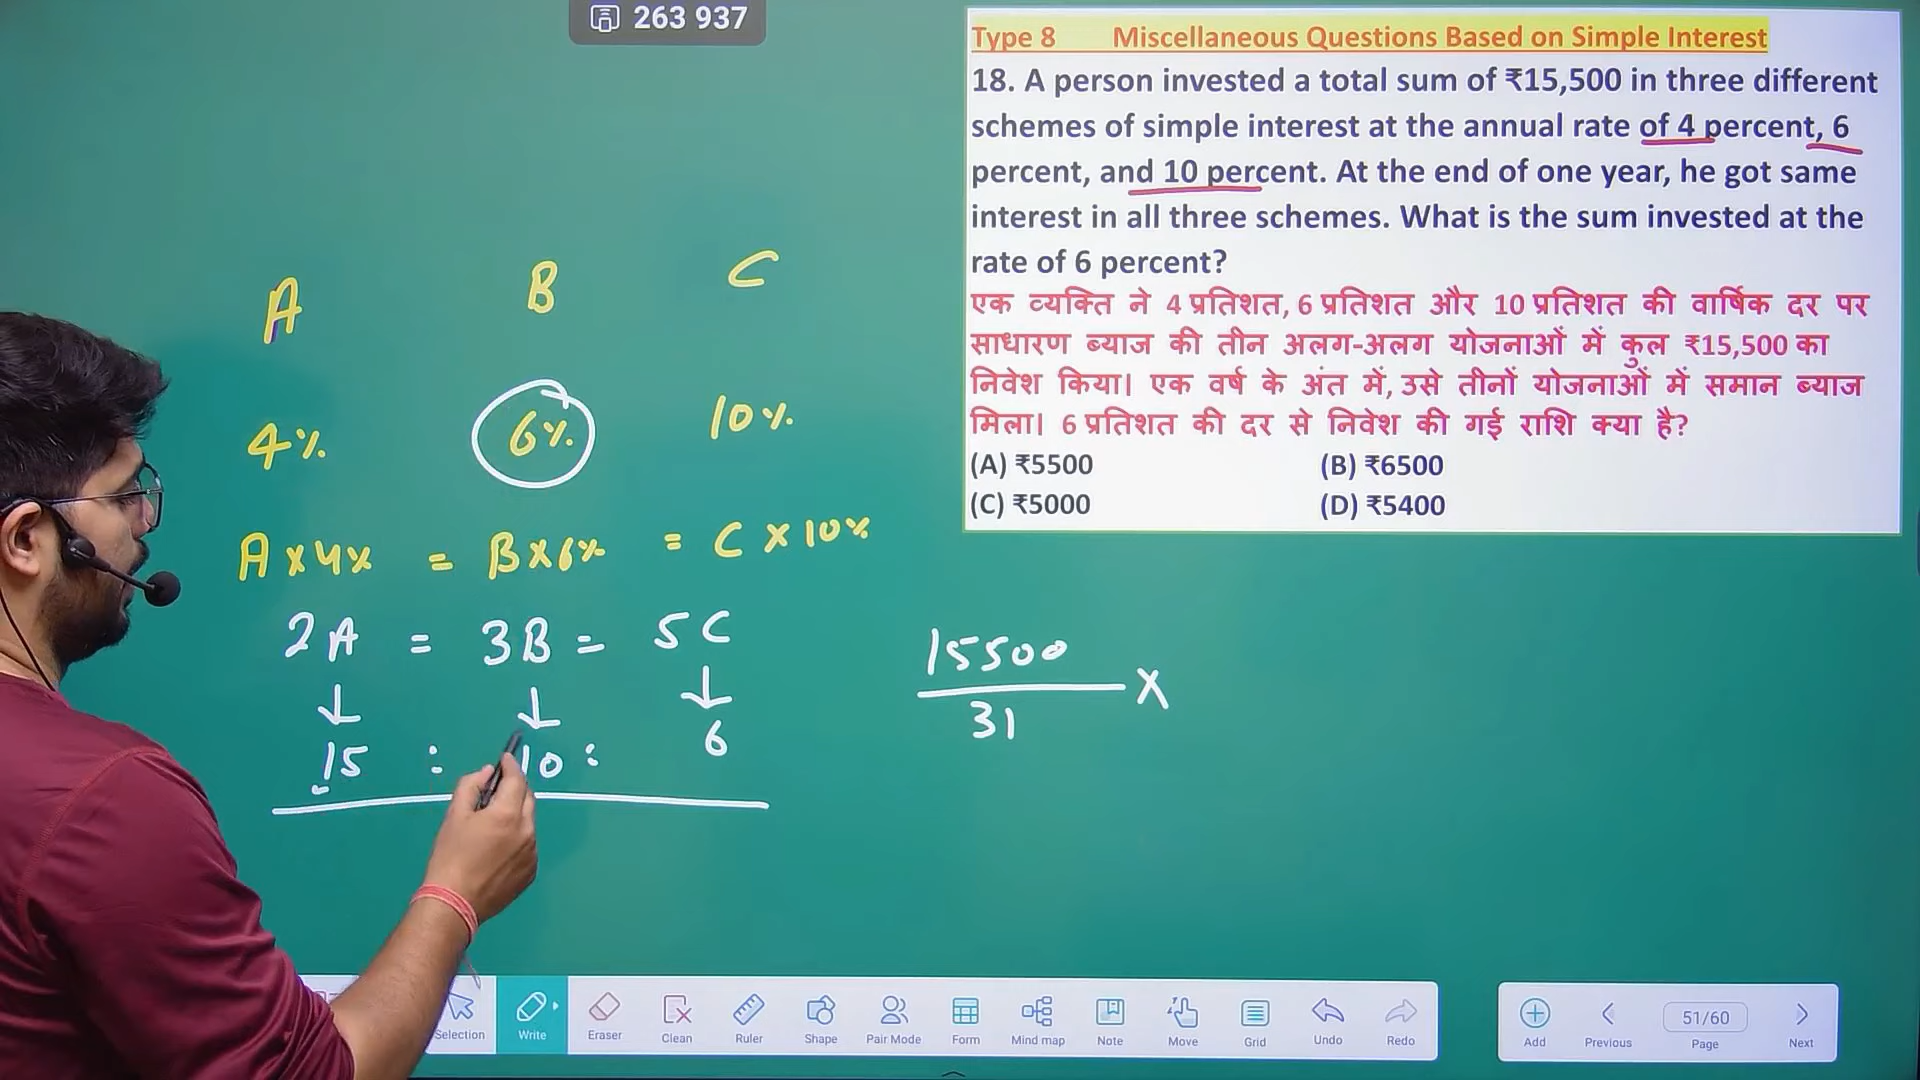 263 937
Type 8 Miscellaneous Questions Based on Simple Interest
18. A person invested a total sum of ₹15,500 in three different
schemes of simple interest at the annual rate of 4 percent, 6
percent, and 10 percent. At the end of one year, he got same
interest in all three schemes. What is the sum invested at the
rate of 6 percent?
एक व्यक्ति ने 4 प्रतिशत, 6 प्रतिशत और 10 प्रतिशत की वार्षिक दर पर
साधारण ब्याज की तीन अलग-अलग योजनाओं में कुल ₹15,500 का
निवेश किया। एक वर्ष के अंत में, उसे तीनों योजनाओं में समान ब्याज
मिला। 6 प्रतिशत की दर से निवेश की गई राशि क्या है?
(A) ₹5500 (B) ₹6500
(C) ₹5000 (D) ₹5400
A B C
4% 6% 10%
A x 4% = B x 6% = C x 10%
2A = 3B = 5C
15 : 10 : 6
15500
31
x
Selection Write Eraser Clean Ruler Shape Pair Mode Form Mind map Note Move Grid Undo Redo
51/60
Add Previous Page Next